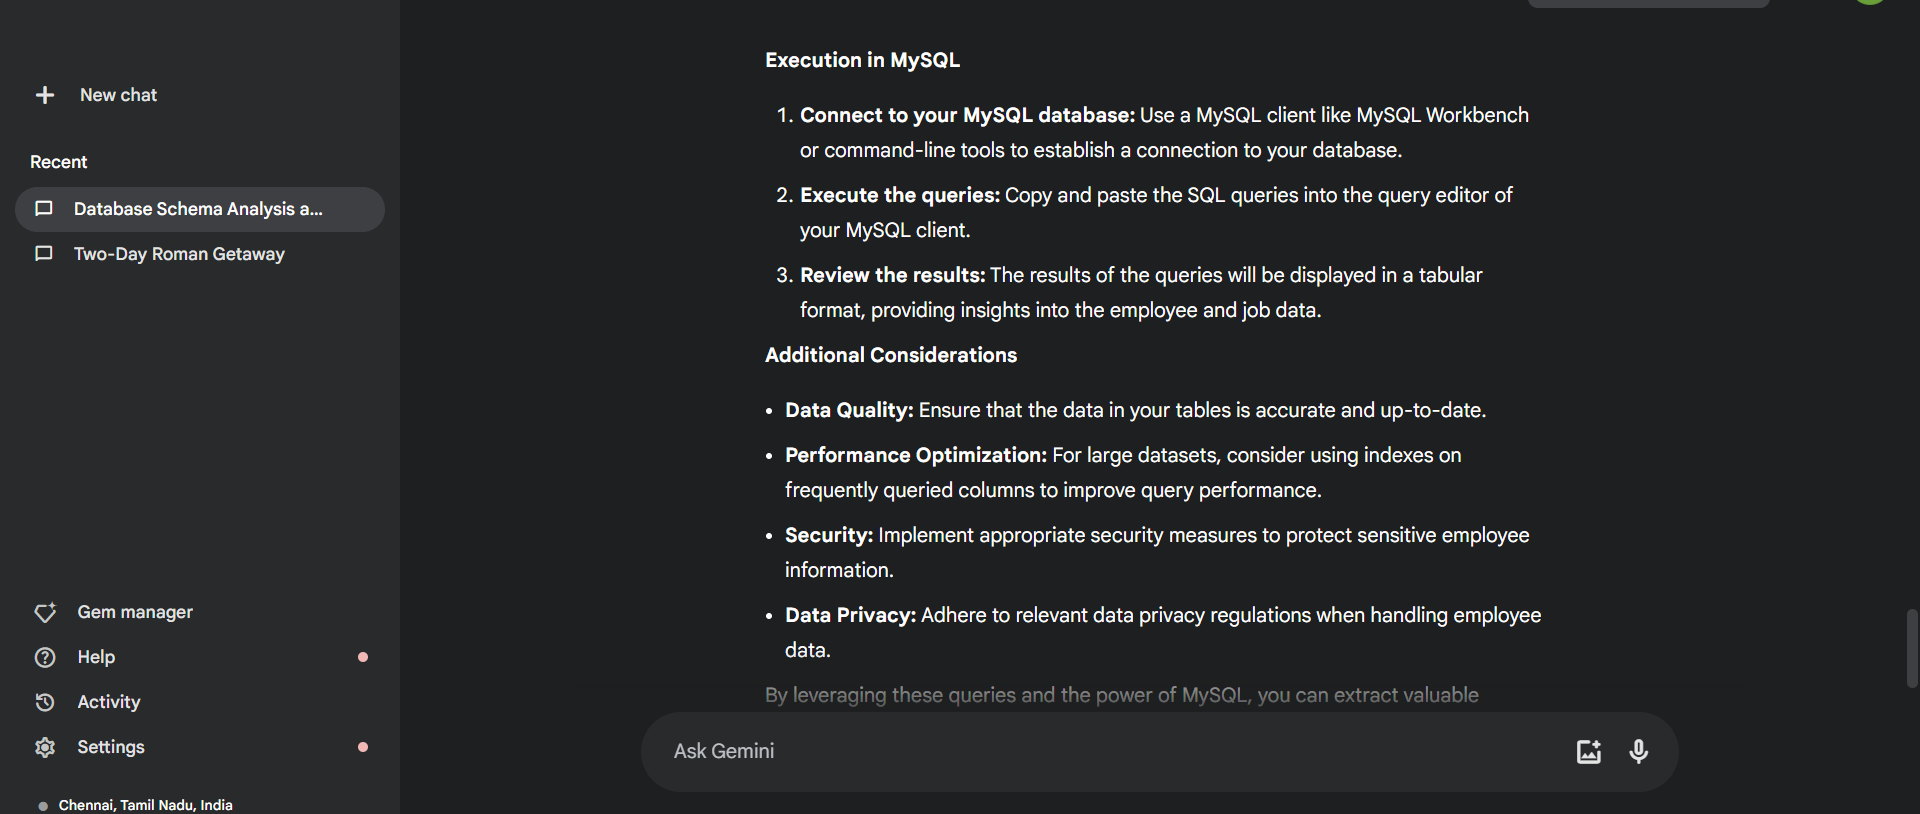 New chat
Recent
Database Schema Analysis a...
Two-Day Roman Getaway
Gem manager
Help
Activity
Settings
Chennai, Tamil Nadu, India
Execution in MySQL
1. Connect to your MySQL database: Use a MySQL client like MySQL Workbench
or command-line tools to establish a connection to your database.
2. Execute the queries: Copy and paste the SQL queries into the query editor of
your MySQL client.
3. Review the results: The results of the queries will be displayed in a tabular
format, providing insights into the employee and job data.
Additional Considerations
• Data Quality: Ensure that the data in your tables is accurate and up-to-date.
• Performance Optimization: For large datasets, consider using indexes on
frequently queried columns to improve query performance.
• Security: Implement appropriate security measures to protect sensitive employee
information.
• Data Privacy: Adhere to relevant data privacy regulations when handling employee
data.
By leveraging these queries and the power of MySQL, you can extract valuable
Ask Gemini